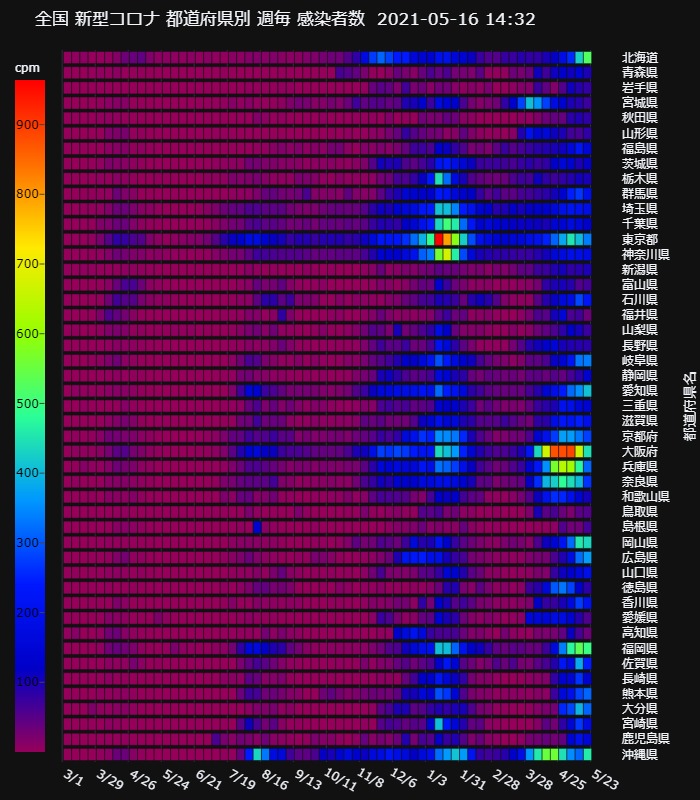 全国 新型コロナ 都道府県別 週毎 感染者数 2021-05-16 14:32
cpm
900
800
700
600
500
400
300
200
100
北海道
青森県
岩手県
宮城県
秋田県
山形県
福島県
茨城県
栃木県
群馬県
埼玉県
千葉県
東京都
神奈川県
新潟県
富山県
石川県
福井県
山梨県
長野県
岐阜県
静岡県
愛知県
三重県
滋賀県
京都府
大阪府
兵庫県
奈良県
和歌山県
鳥取県
島根県
岡山県
広島県
山口県
徳島県
香川県
愛媛県
高知県
福岡県
佐賀県
長崎県
熊本県
大分県
宮崎県
鹿児島県
沖縄県
都道府県名
3/1 3/29 4/26 5/24 6/21 7/19 8/16 9/13 10/11 11/8 12/6 1/3 1/31 2/28 3/28 4/25 5/23